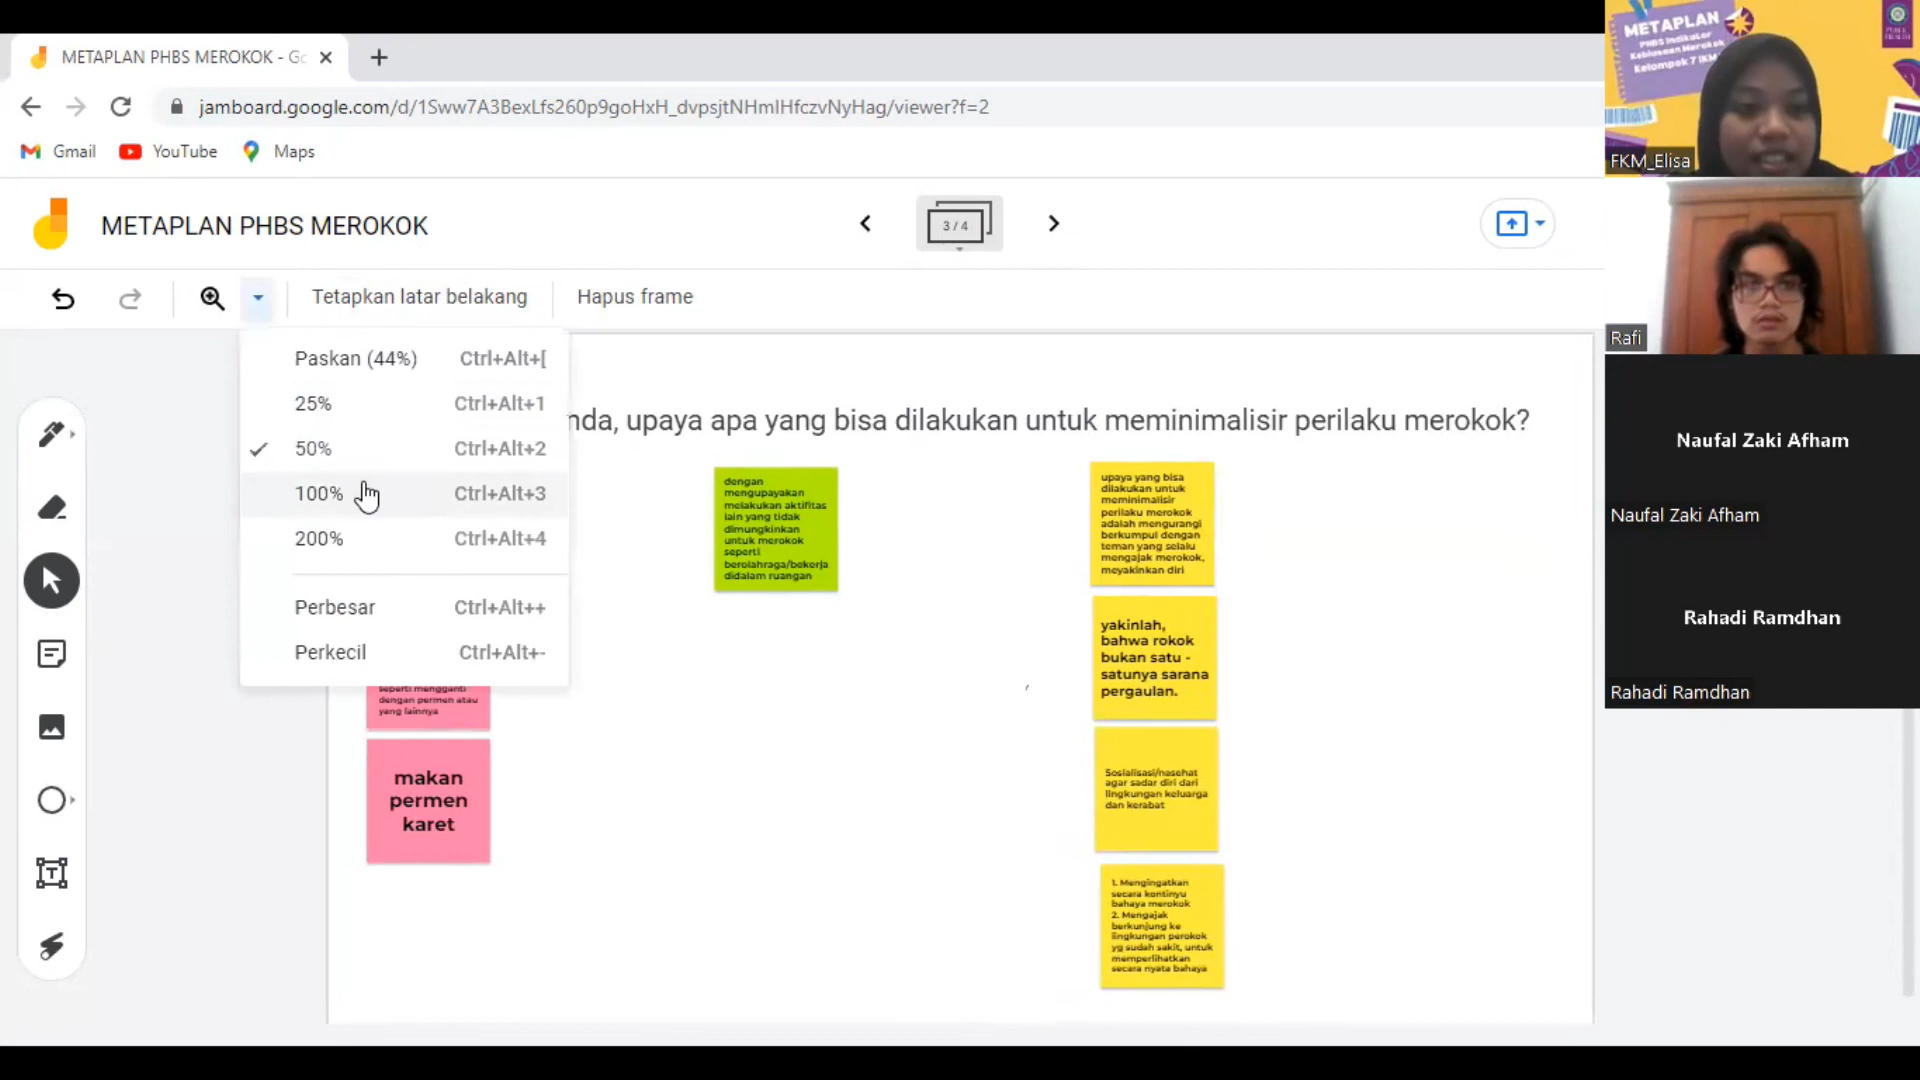 METAPLAN PHBS MEROKOK - Go
jamboard.google.com/d/1Sww7A3BexLfs260p9goHxH_dvpsjtNHmIHfczvNyHag/viewer?f=2
Gmail
YouTube
Maps
METAPLAN PHBS MEROKOK
3 / 4
Tetapkan latar belakang
Hapus frame
Paskan (44%) Ctrl+Alt+[
25% Ctrl+Alt+1
50% Ctrl+Alt+2
100% Ctrl+Alt+3
200% Ctrl+Alt+4
Perbesar Ctrl+Alt++
Perkecil Ctrl+Alt+-
nda, upaya apa yang bisa dilakukan untuk meminimalisir perilaku merokok?
seperti mengganti
dengan permen atau
yang lainnya
makan
permen
karet
dengan
mengupayakan
melakukan aktifitas
lain yang tidak
dimungkinkan
untuk merokok
seperti
berolahraga/bekerja
didalam ruangan
upaya yang bisa
dilakukan untuk
meminimalisir
perilaku merokok
adalah mengurangi
berkumpul dengan
teman yang selalu
mengajak merokok,
meyakinkan diri
yakinlah,
bahwa rokok
bukan satu -
satunya sarana
pergaulan.
Sosialisasi/nasehat
agar sadar diri dari
lingkungan keluarga
dan kerabat
1. Mengingatkan
secara kontinyu
bahaya merokok
2. Mengajak
berkunjung ke
lingkungan perokok
yg sudah sakit, untuk
memperlihatkan
secara nyata bahaya
METAPLAN
PHBS Indikator
Kebiasaan Merokok
Kelompok 7 IKM
FKM_Elisa
Rafi
Naufal Zaki Afham
Naufal Zaki Afham
Rahadi Ramdhan
Rahadi Ramdhan